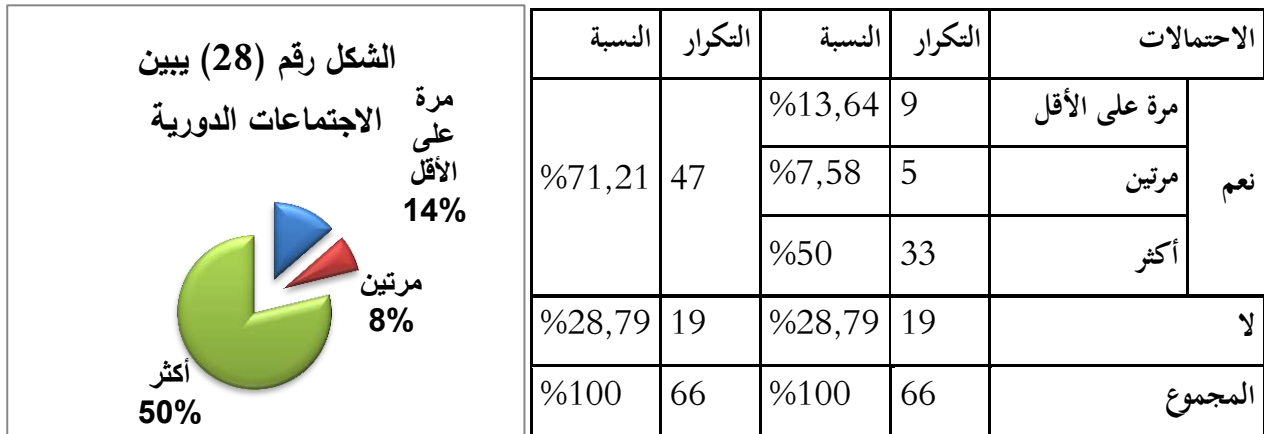 الشكل رقم (28) يبين
الاجتماعات الدورية
مرة
على
الأقل
14%
مرتين
8%
أكثر
50%
الاحتمالات التكرار النسبة التكرار النسبة
نعم مرة على الأقل 9 %13,64 47 %71,21
مرتين 5 %7,58
أكثر 33 %50
لا 19 %28,79 19 %28,79
المجموع 66 %100 66 %100